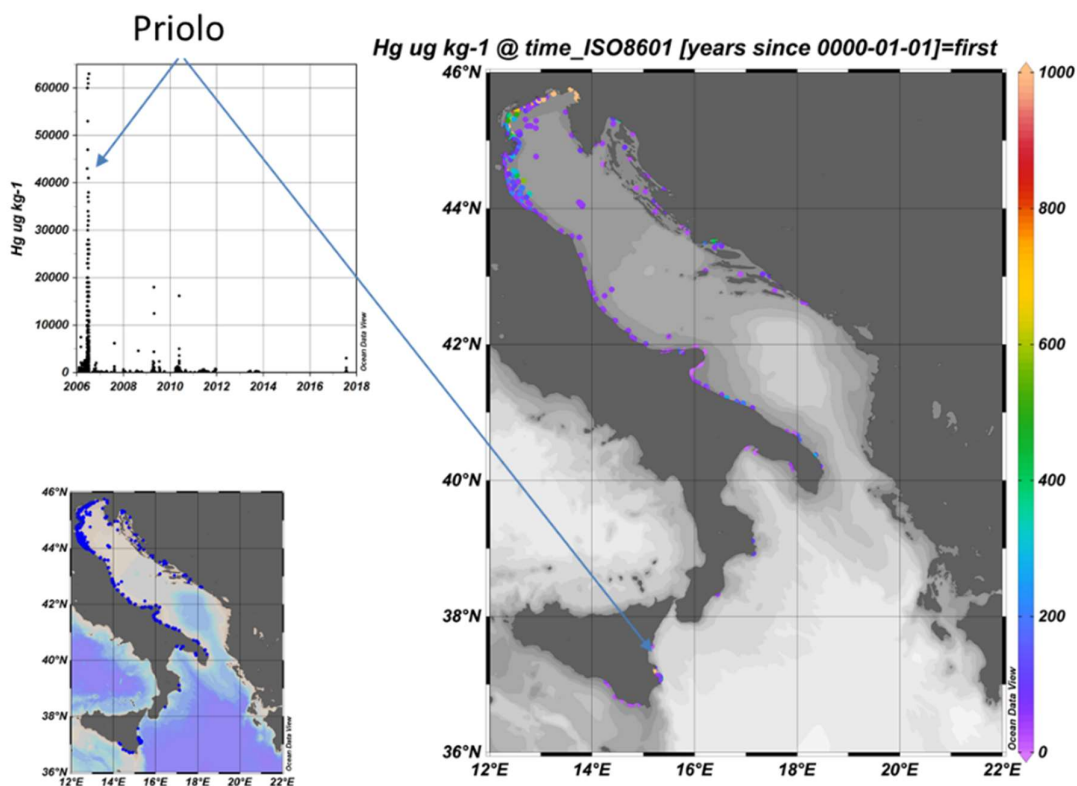 Priolo
Hg ug kg-1
60000
50000
40000
30000
20000
10000
0
2006
2008
2010
2012
2014
2016
2018
Ocean Data View
Hg ug kg-1 @ time_ISO8601 [years since 0000-01-01]=first
46°N
44°N
42°N
40°N
38°N
36°N
12°E
14°E
16°E
18°E
20°E
22°E
Ocean Data View
1000
800
600
400
200
0
46°N
44°N
42°N
40°N
38°N
36°N
12°E
14°E
16°E
18°E
20°E
22°E
Ocean Data View